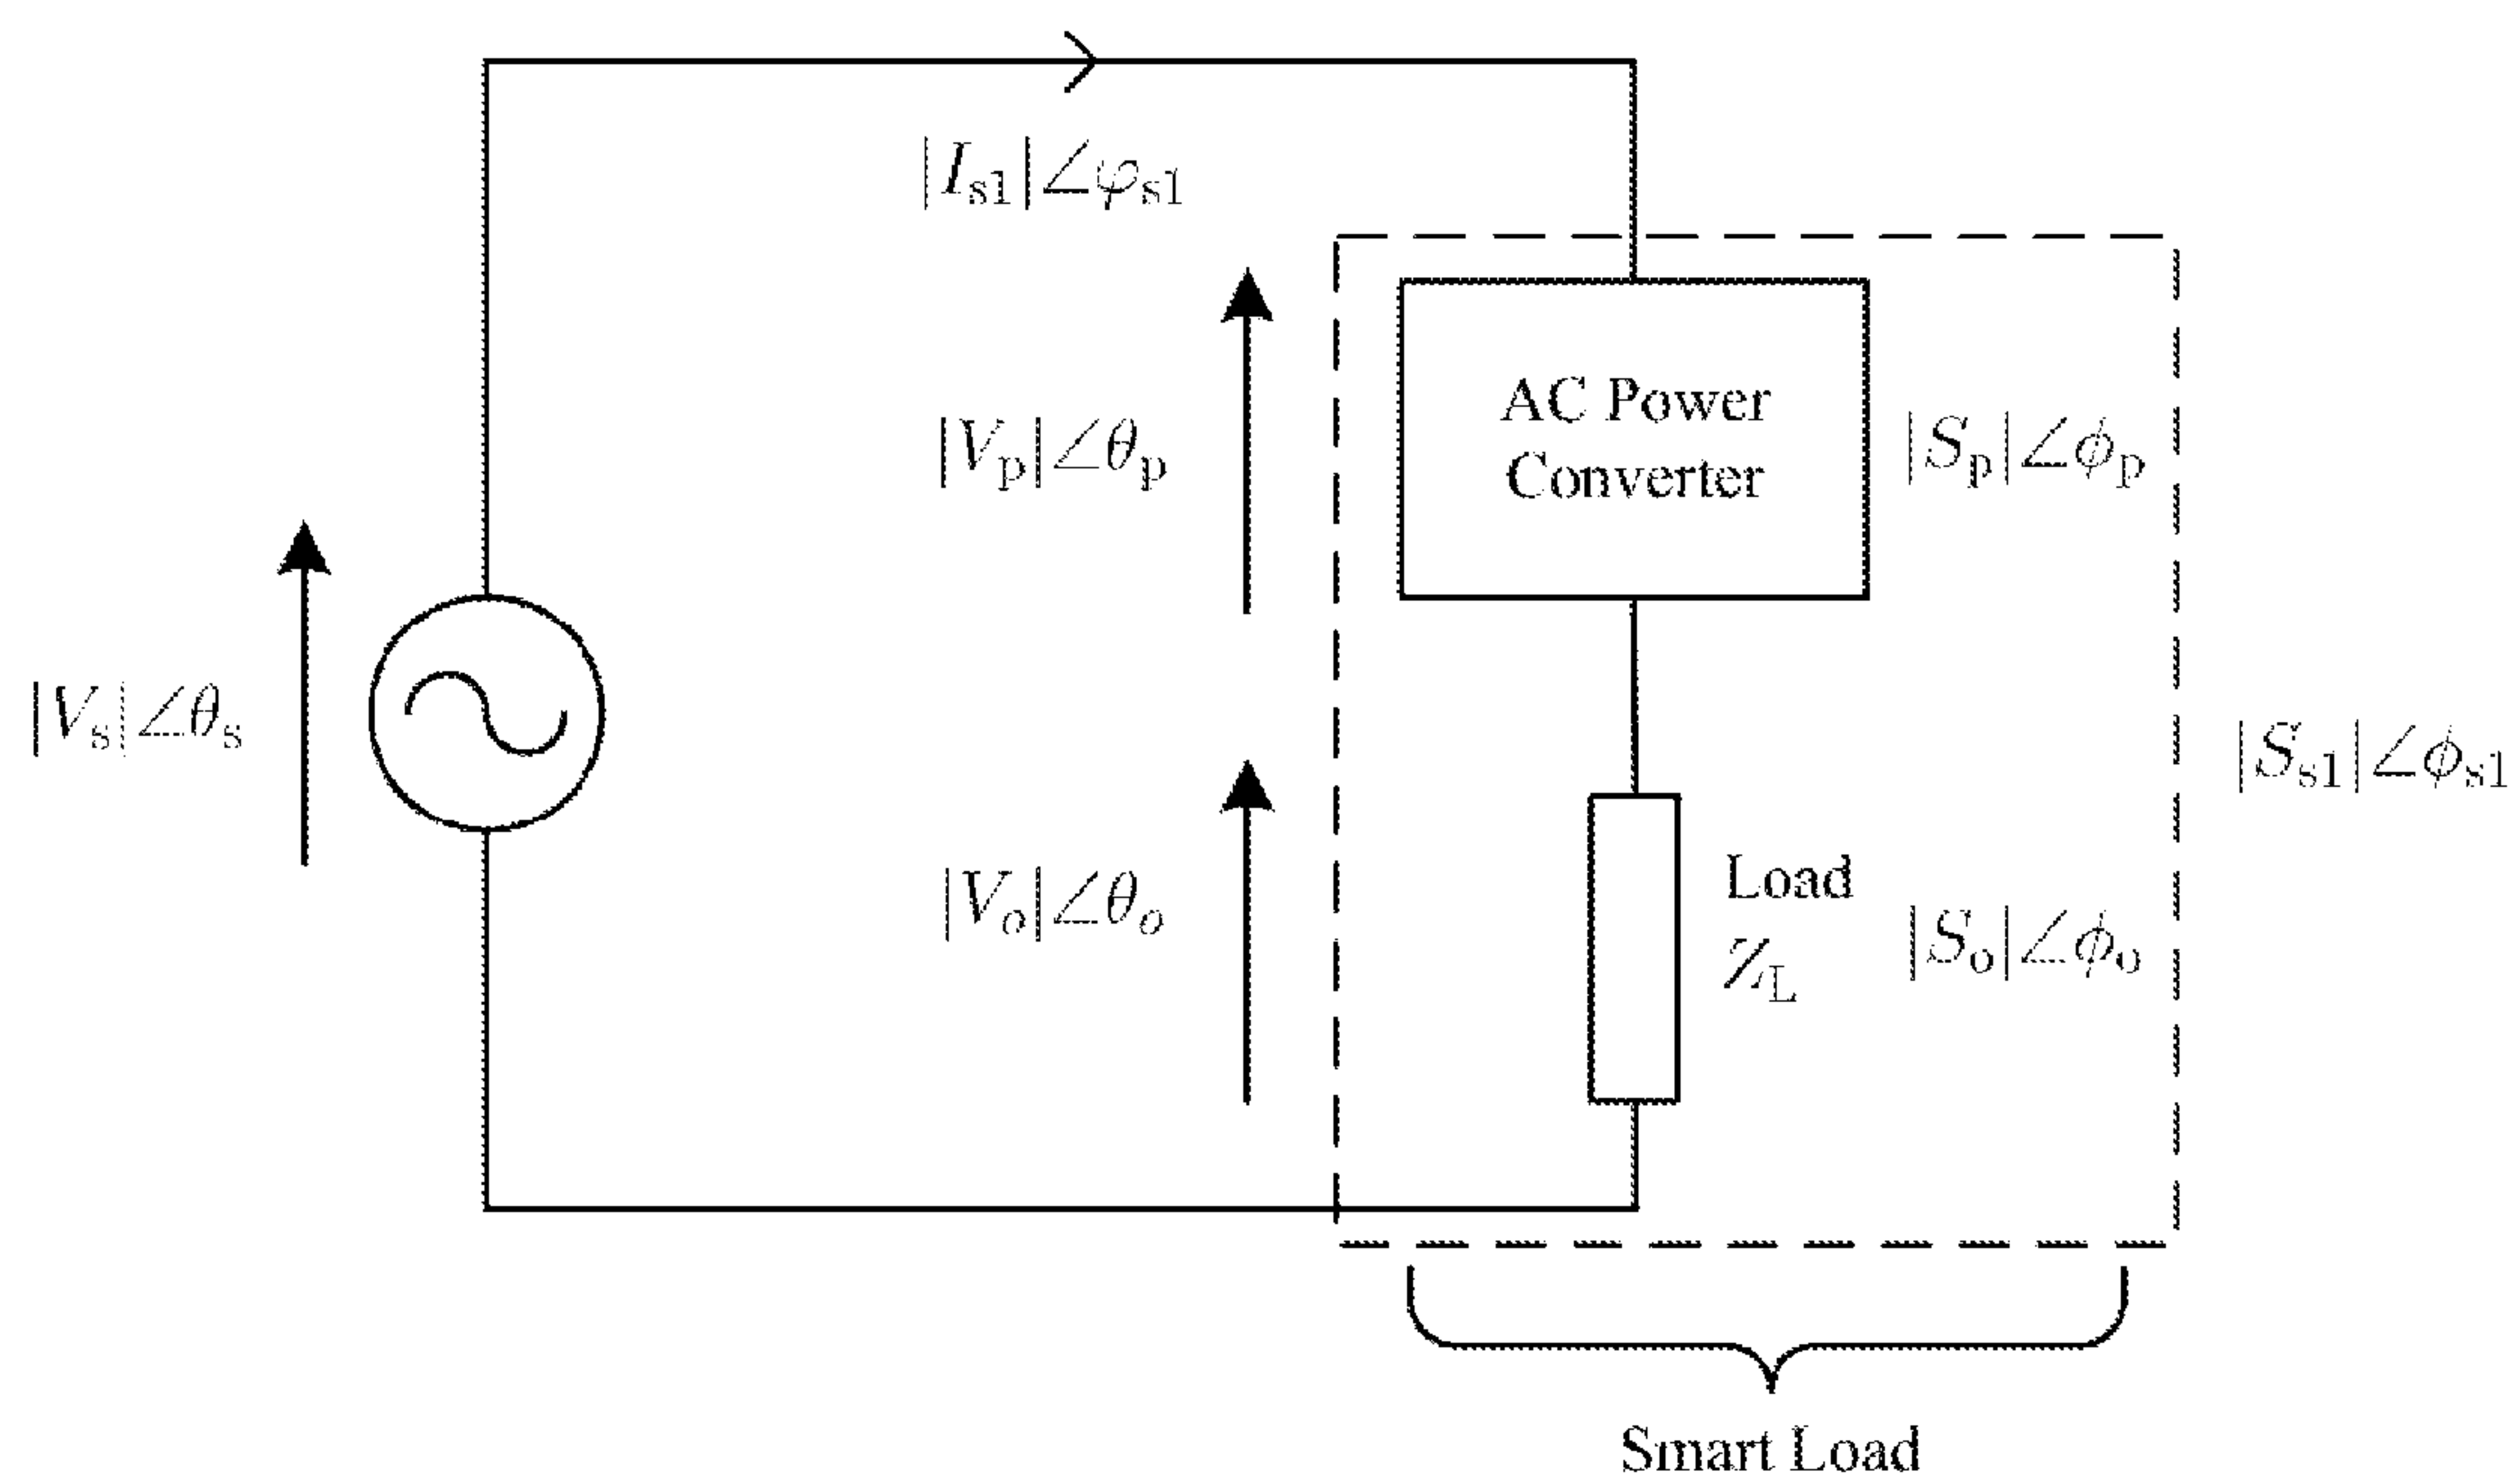 |I_s1|∠φ_s1
AC Power
Converter
|V_p|∠θ_p
|S_p|∠ϕ_p
|V_s|∠θ_s
|S_s1|∠ϕ_s1
|V_o|∠θ_o
Load
Z_L
|S_o|∠ϕ_o
Smart Load